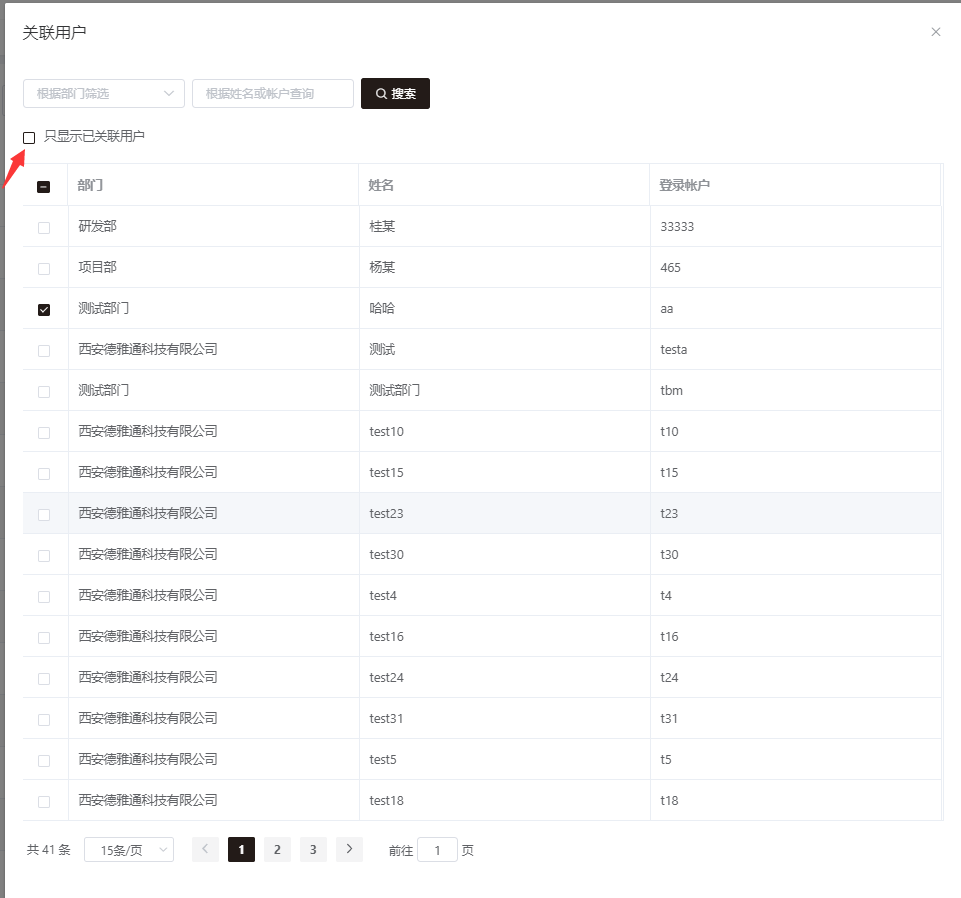 关联用户
根据部门筛选 根据姓名或帐户查询 搜索
只显示已关联用户
部门 姓名 登录帐户
研发部 桂某 33333
项目部 杨某 465
测试部门 哈哈 aa
西安德雅通科技有限公司 测试 testa
测试部门 测试部门 tbm
西安德雅通科技有限公司 test10 t10
西安德雅通科技有限公司 test15 t15
西安德雅通科技有限公司 test23 t23
西安德雅通科技有限公司 test30 t30
西安德雅通科技有限公司 test4 t4
西安德雅通科技有限公司 test16 t16
西安德雅通科技有限公司 test24 t24
西安德雅通科技有限公司 test31 t31
西安德雅通科技有限公司 test5 t5
西安德雅通科技有限公司 test18 t18
共 41 条 15条/页 1 2 3 前往 1 页